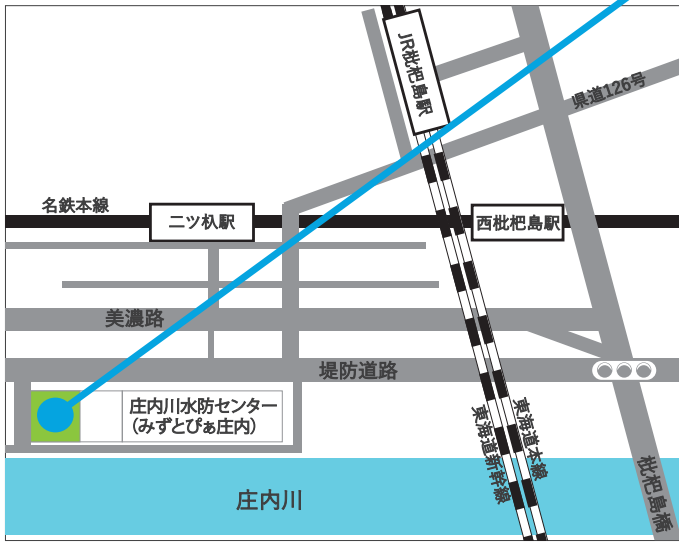 JR枇杷島駅
県道126号
名鉄本線
二ツ杁駅
西枇杷島駅
美濃路
堤防道路
庄内川水防センター
（みずとぴぁ庄内）
東海道新幹線
東海道本線
枇杷島橋
庄内川